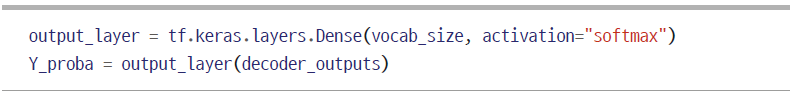 output_layer = tf.keras.layers.Dense(vocab_size, activation="softmax")
Y_proba = output_layer(decoder_outputs)